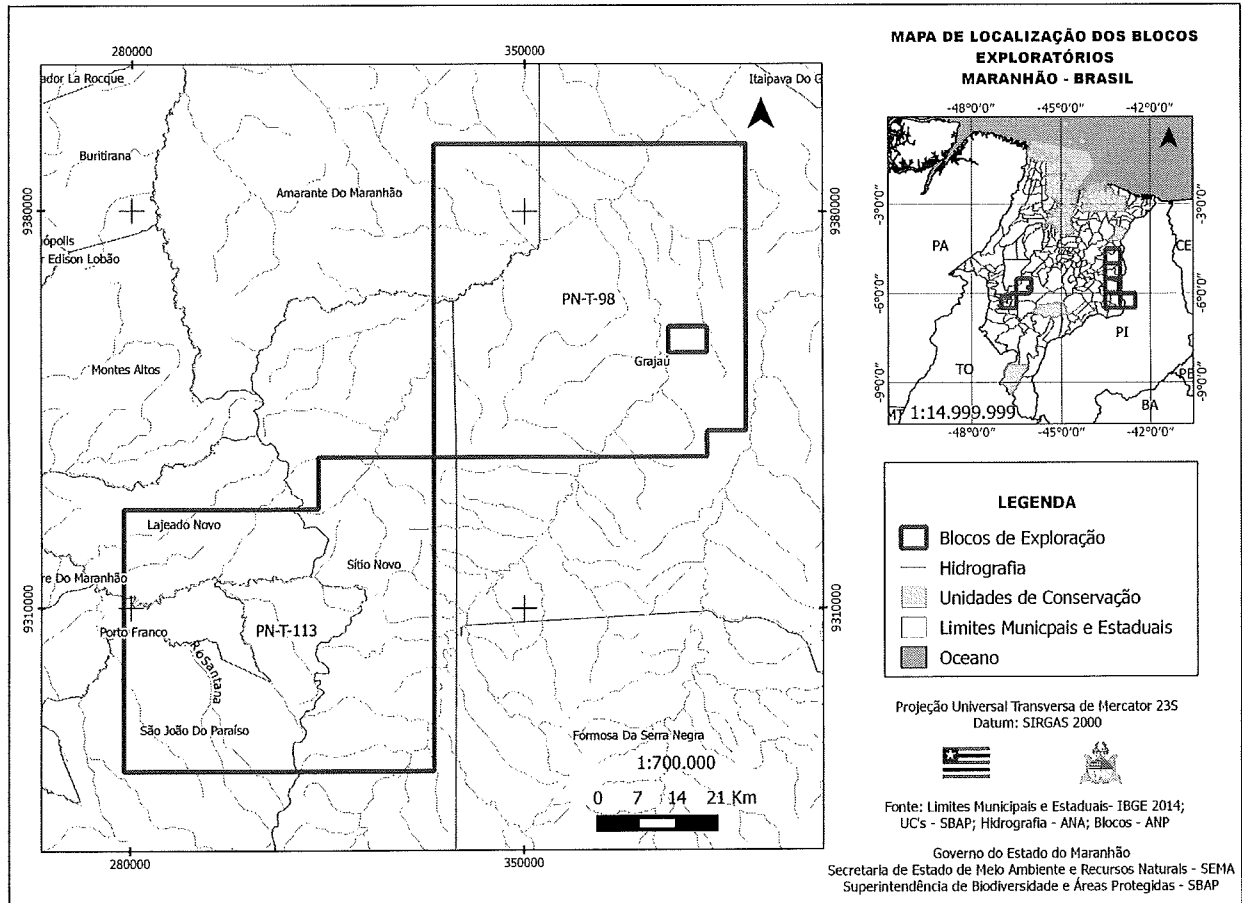 280000
350000
ador La Rocque
Itaipava Do G
Buritirana
Amarante Do Maranhão
9380000
9380000
ópolis
r Edison Lobão
PN-T-98
Montes Altos
Grajaú
Lajeado Novo
Sítio Novo
re Do Maranhão
9310000
9310000
Porto Franco
PN-T-113
Rio Santana
São João Do Paraíso
Formosa Da Serra Negra
1:700.000
0 7 14 21 Km
280000
350000
MAPA DE LOCALIZAÇÃO DOS BLOCOS
EXPLORATÓRIOS
MARANHÃO - BRASIL
-48°0'0" -45°0'0" -42°0'0"
-3°0'0"
-3°0'0"
PA
CE
-6°0'0"
-6°0'0"
PI
TO
PE
-9°0'0"
-9°0'0"
BA
1:14.999.999
-48°0'0" -45°0'0" -42°0'0"
LEGENDA
Blocos de Exploração
Hidrografia
Unidades de Conservação
Limites Municpais e Estaduais
Oceano
Projeção Universal Transversa de Mercator 23S
Datum: SIRGAS 2000
Fonte: Limites Municipais e Estaduais- IBGE 2014;
UC's - SBAP; Hidrografia - ANA; Blocos - ANP
Governo do Estado do Maranhão
Secretaria de Estado de Meio Ambiente e Recursos Naturais - SEMA
Superintendência de Biodiversidade e Áreas Protegidas - SBAP